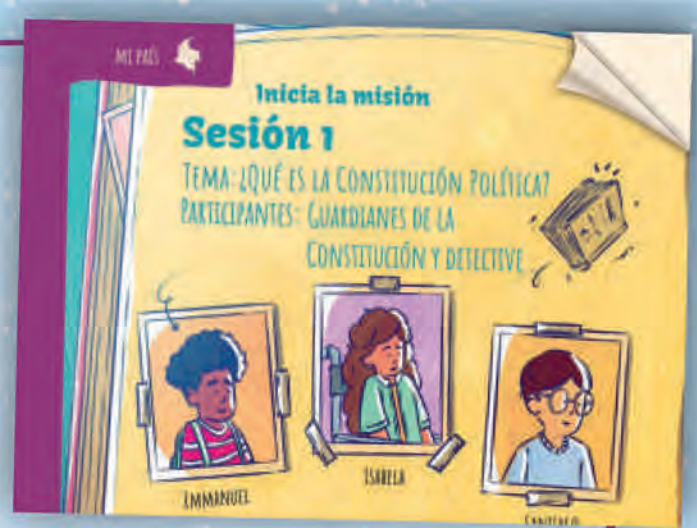 MI PAÍS
Inicia la misión
Sesión 1
TEMA: ¿QUÉ ES LA CONSTITUCIÓN POLÍTICA?
PARTICIPANTES: GUARDIANES DE LA
CONSTITUCIÓN Y DETECTIVE
EMMANUEL
ISABELA